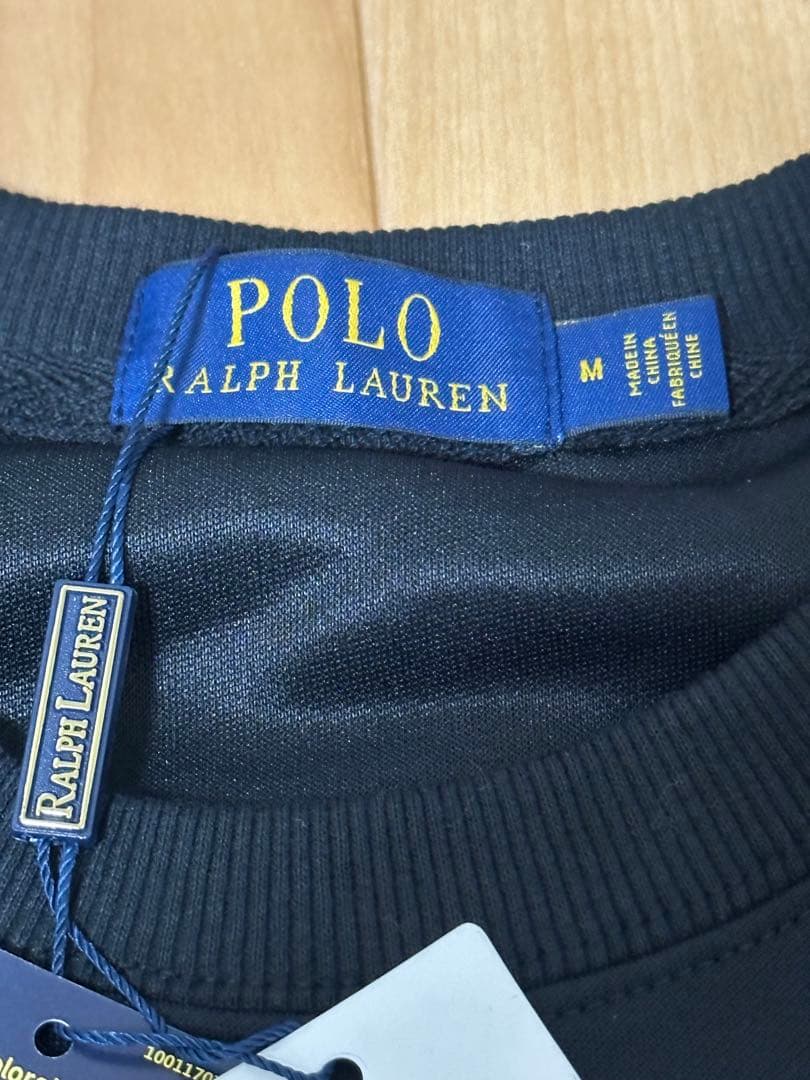 POLO
RALPH LAUREN
M
MADE IN
CHINA
FABRIQUÉ EN
CHINE
RALPH LAUREN